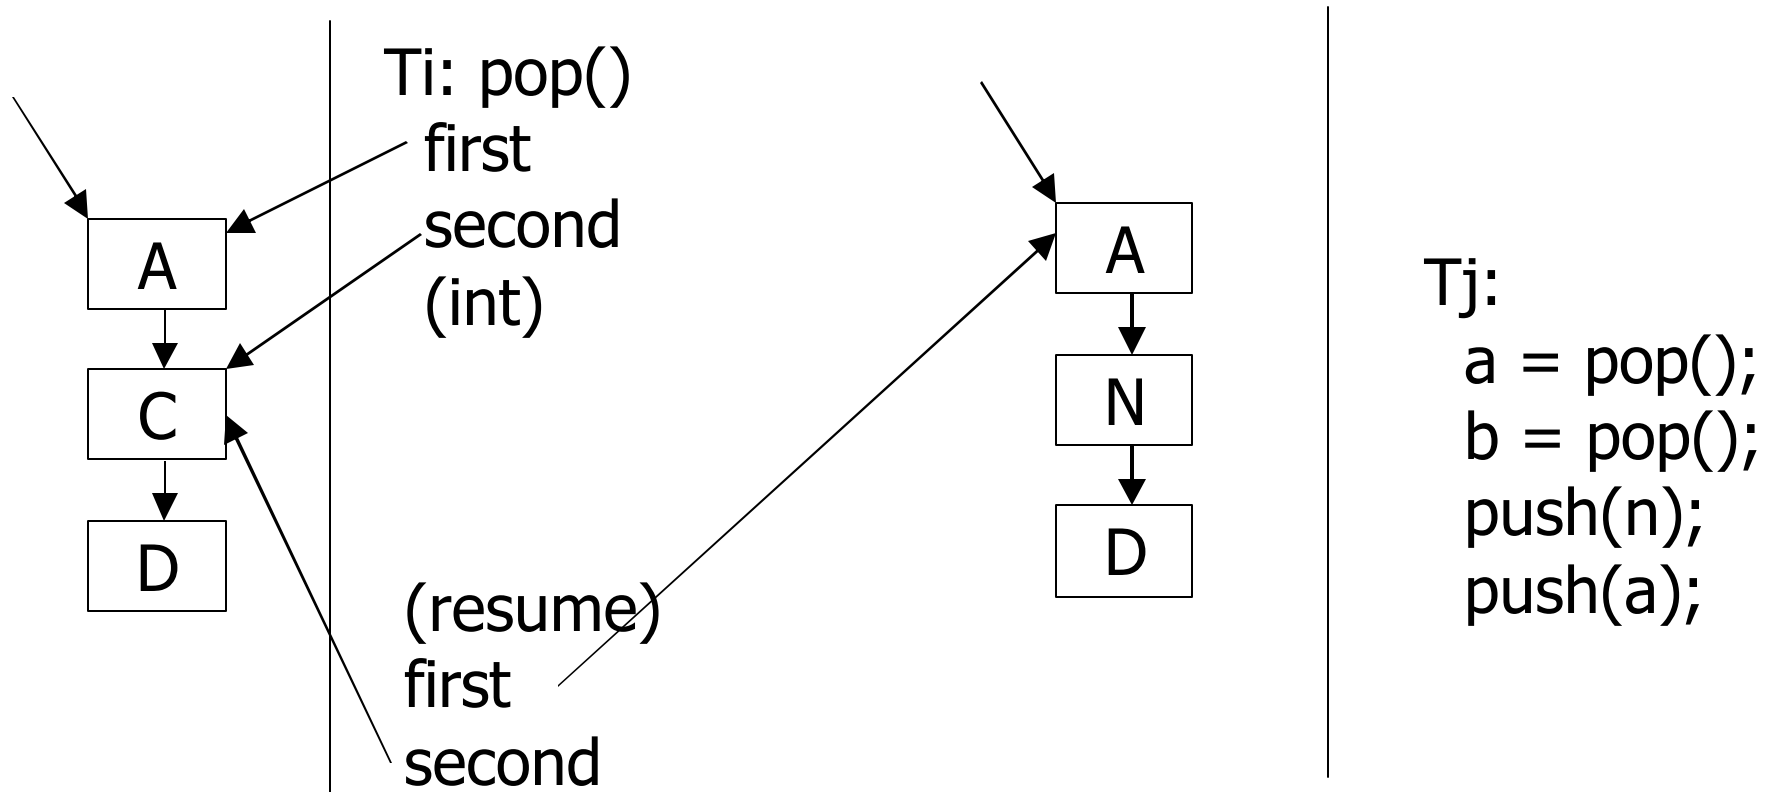 A
C
D
Ti: pop()
first
second
(int)
(resume)
first
second
A
N
D
Tj:
a = pop();
b = pop();
push(n);
push(a);